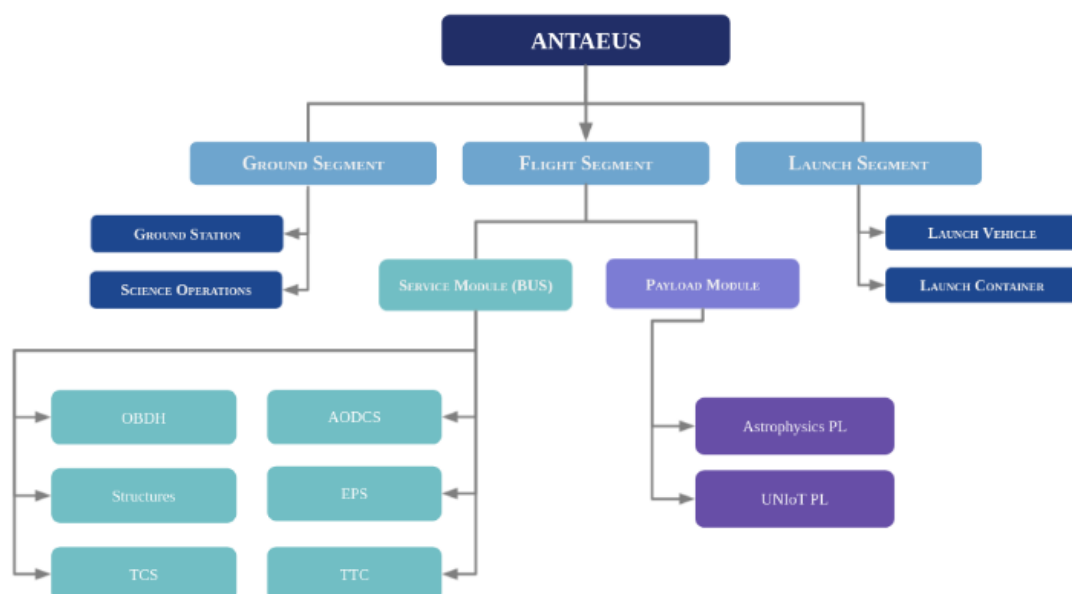 ANTAEUS
Ground Segment
Flight Segment
Launch Segment
Ground Station
Launch Vehicle
Service Module (BUS)
Payload Module
Science Operations
Launch Container
OBDH
AODCS
Astrophysics PL
Structures
EPS
UNIoT PL
TCS
TTC